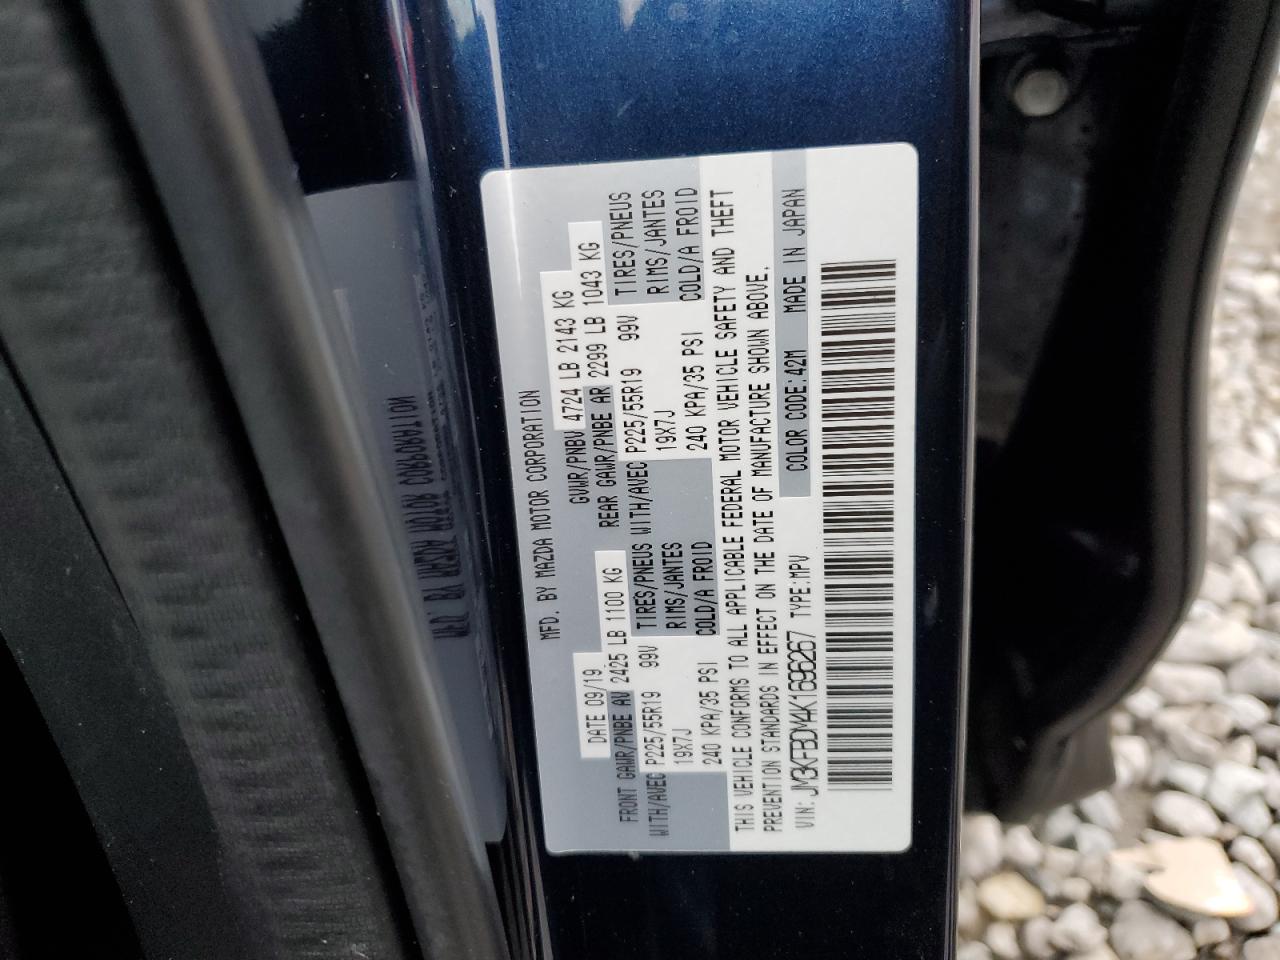 MFD. BY MAZDA MOTOR CORPORATION
DATE 09/19. GVWR/PNBV 4724 LB 2143 KG
FRONT GAWR/PNBE AV 2425 LB 1100 KG REAR GAWR/PNBE AR 2299 LB 1043 KG
WITH/AVEC P225/55R19 99V TIRES/PNEUS WITH/AVEC P225/55R19 99V TIRES/PNEUS
19X7J RIMS/JANTES 19X7J RIMS/JANTES
240 KPA/35 PSI COLD/A FROID 240 KPA/35 PSI COLD/A FROID
THIS VEHICLE CONFORMS TO ALL APPLICABLE FEDERAL MOTOR VEHICLE SAFETY AND THEFT
PREVENTION STANDARDS IN EFFECT ON THE DATE OF MANUFACTURE SHOWN ABOVE.
VIN: JM3KFBDM4K1696267 TYPE:MPV COLOR CODE:42M MADE IN JAPAN